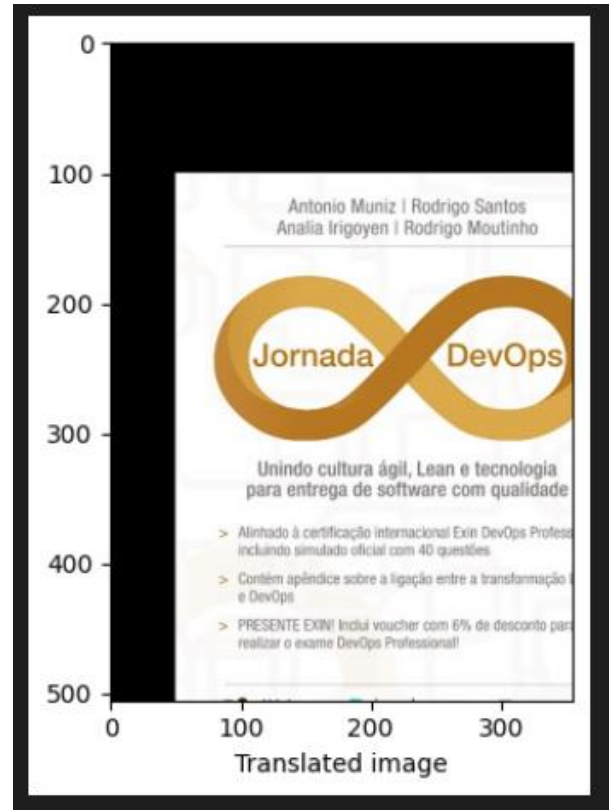 0
100
Antonio Muniz | Rodrigo Santos
Analia Irigoyen | Rodrigo Moutinho
200
Jornada DevOps
300
Unindo cultura ágil, Lean e tecnologia
para entrega de software com qualidade
400
> Alinhado à certificação internacional Exin DevOps Profess
incluindo simulado oficial com 40 questões
> Contém apêndice sobre a ligação entre a transformação
e DevOps
> PRESENTE EXIN! Inclui voucher com 6% de desconto para
realizar o exame DevOps Professional!
500
0 100 200 300
Translated image